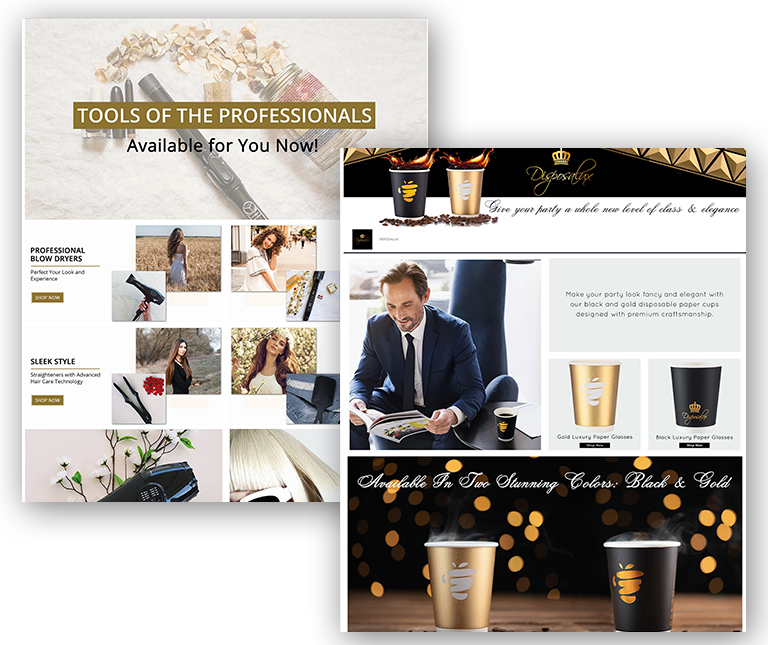 TOOLS OF THE PROFESSIONALS
Available for You Now!
PROFESSIONAL
BLOW DRYERS
Perfect Your Look and
Experience
SHOP NOW
SLEEK STYLE
Straighteners with Advanced
Hair Care Technology
SHOP NOW
Disposalux
Give your party a whole new level of class & elegance
DISPOSALUX
Make your party look fancy and elegant with
our black and gold disposable paper cups
designed with premium craftsmanship.
Disposalux
Gold Luxury Paper Glasses
Shop Now
Black Luxury Paper Glasses
Shop Now
Available In Two Stunning Colors: Black & Gold